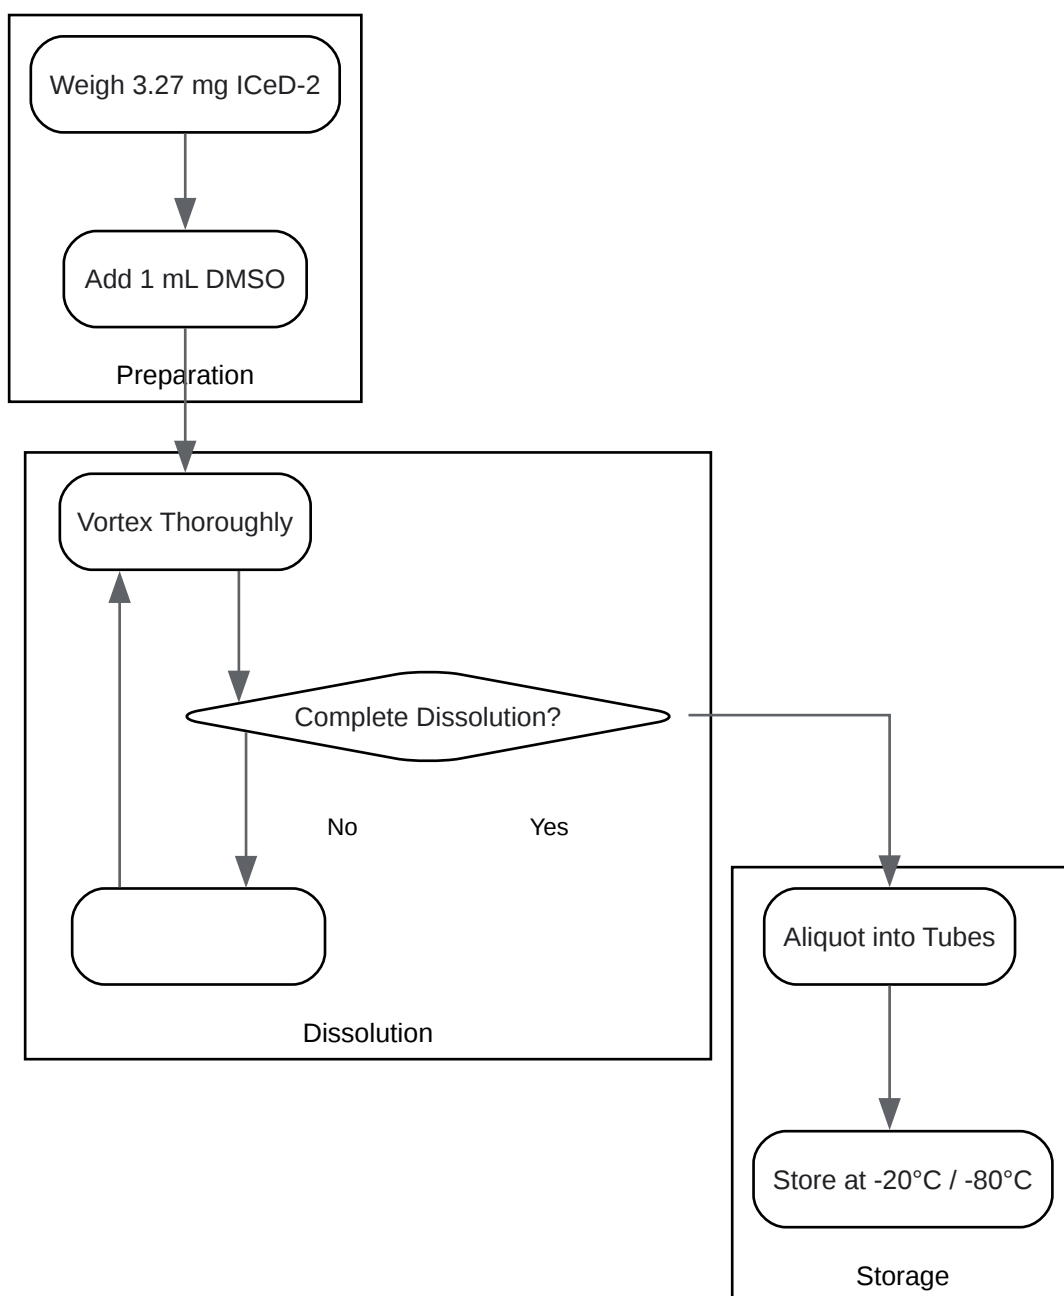 Weigh 3.27 mg ICeD-2
Add 1 mL DMSO
Preparation
Vortex Thoroughly
Complete Dissolution?
No
Yes
Aliquot into Tubes
Dissolution
Store at -20°C / -80°C
Storage